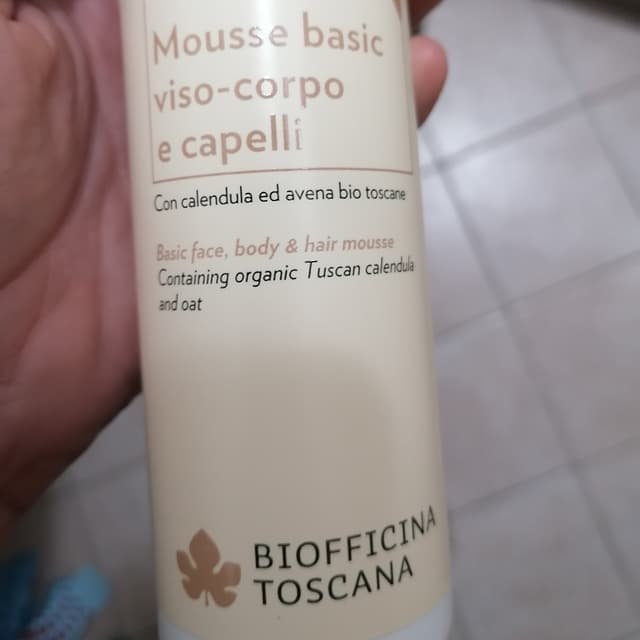 Mousse basic
viso-corpo
e capelli
Con calendula ed avena bio toscane
Basic face, body & hair mousse
Containing organic Tuscan calendula
and oat
BIOFFICINA
TOSCANA